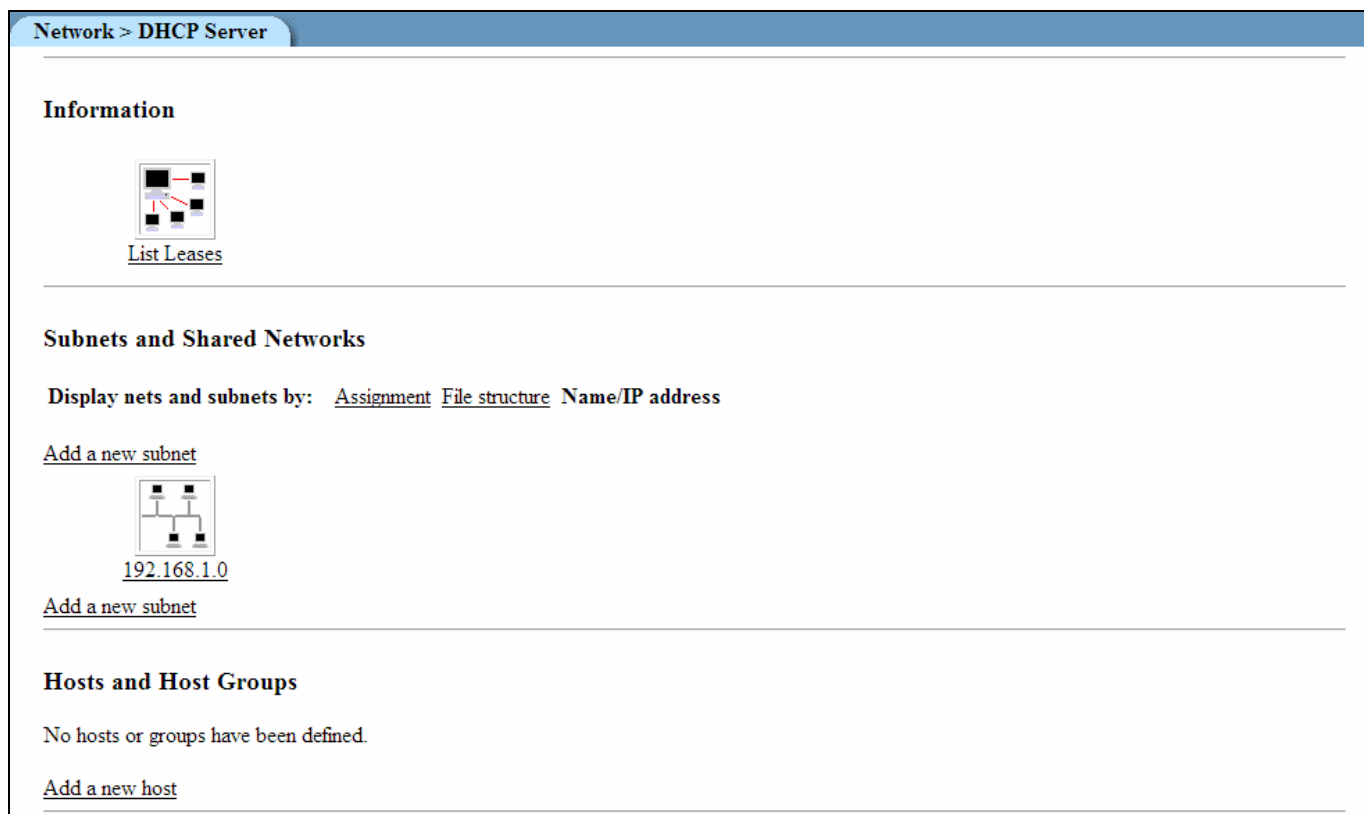 Network > DHCP Server
Information
List Leases
Subnets and Shared Networks
Display nets and subnets by: Assignment File structure Name/IP address
Add a new subnet
192.168.1.0
Add a new subnet
Hosts and Host Groups
No hosts or groups have been defined.
Add a new host